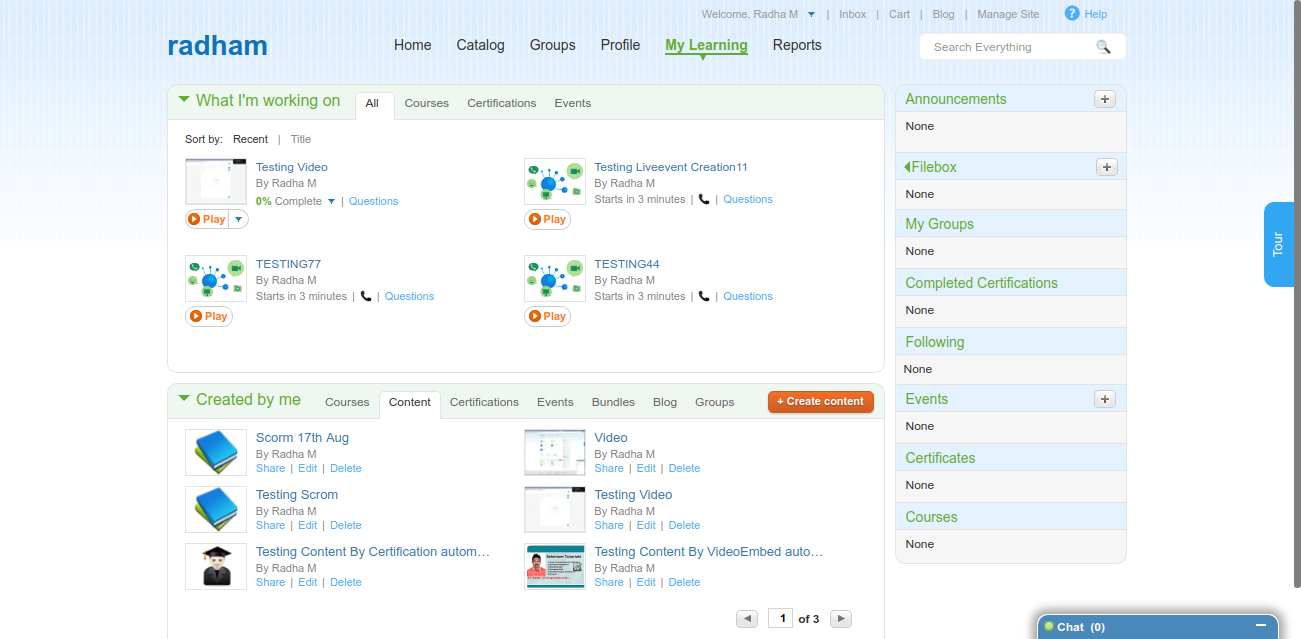 Welcome, Radha M | Inbox | Cart | Blog | Manage Site ? Help
radham
Home Catalog Groups Profile My Learning Reports
Search Everything
What I'm working on All Courses Certifications Events
Sort by: Recent | Title
Testing Video
By Radha M
0% Complete | Questions
Play
Testing Liveevent Creation11
By Radha M
Starts in 3 minutes | | Questions
Play
TESTING77
By Radha M
Starts in 3 minutes | | Questions
Play
TESTING44
By Radha M
Starts in 3 minutes | | Questions
Play
Created by me Courses Content Certifications Events Bundles Blog Groups + Create content
Scorm 17th Aug
By Radha M
Share | Edit | Delete
Video
By Radha M
Share | Edit | Delete
Testing Scrom
By Radha M
Share | Edit | Delete
Testing Video
By Radha M
Share | Edit | Delete
Testing Content By Certification autom…
By Radha M
Share | Edit | Delete
Selenium Tutorials
Testing Content By VideoEmbed auto…
By Radha M
Share | Edit | Delete
1 of 3
Announcements +
None
Filebox +
None
My Groups
None
Completed Certifications
None
Following
None
Events +
None
Certificates
None
Courses
None
Tour
Chat (0)